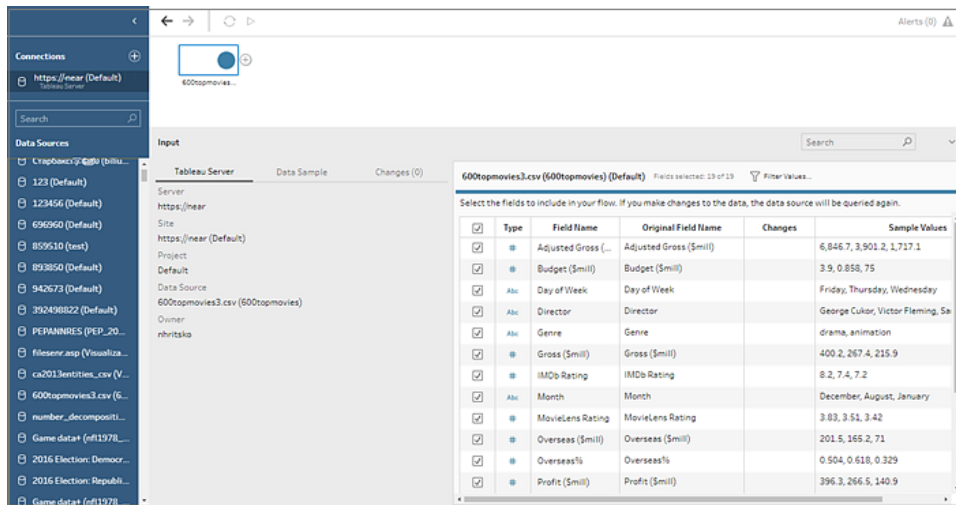 Alerts (0)
Connections
https://near (Default)
Tableau Server
600topmovies...
Search
Data Sources
123 (Default)
123456 (Default)
696960 (Default)
859510 (test)
893850 (Default)
942673 (Default)
392498822 (Default)
PEPANNRES (PEP_20...
filesenr.asp (Visualiza...
ca2013entities_csv (V...
600topmovies3.csv (6...
number_decompositi...
Game data+ (nfl1978_...
2016 Election: Democr...
2016 Election: Republi...
Game data+ (nfl1978
Input
Search
Tableau Server Data Sample Changes (0)
Server
https://near
Site
https://near (Default)
Project
Default
Data Source
600topmovies3.csv (600topmovies)
Owner
nhritsko
600topmovies3.csv (600topmovies) (Default) Fields selected: 19 of 19 Filter Values...
Select the fields to include in your flow. If you make changes to the data, the data source will be queried again.
Type Field Name Original Field Name Changes Sample Values
# Adjusted Gross (... Adjusted Gross ($mill) 6,846.7, 3,901.2, 1,717.1
# Budget ($mill) Budget ($mill) 3.9, 0.858, 75
Abc Day of Week Day of Week Friday, Thursday, Wednesday
Abc Director Director George Cukor, Victor Fleming, Sa
Abc Genre Genre drama, animation
# Gross ($mill) Gross ($mill) 400.2, 267.4, 215.9
# IMDb Rating IMDb Rating 8.2, 7.4, 7.2
Abc Month Month December, August, January
# MovieLens Rating MovieLens Rating 3.83, 3.51, 3.42
# Overseas ($mill) Overseas ($mill) 201.5, 165.2, 71
# Overseas% Overseas% 0.504, 0.618, 0.329
# Profit ($mill) Profit ($mill) 396.3, 266.5, 140.9